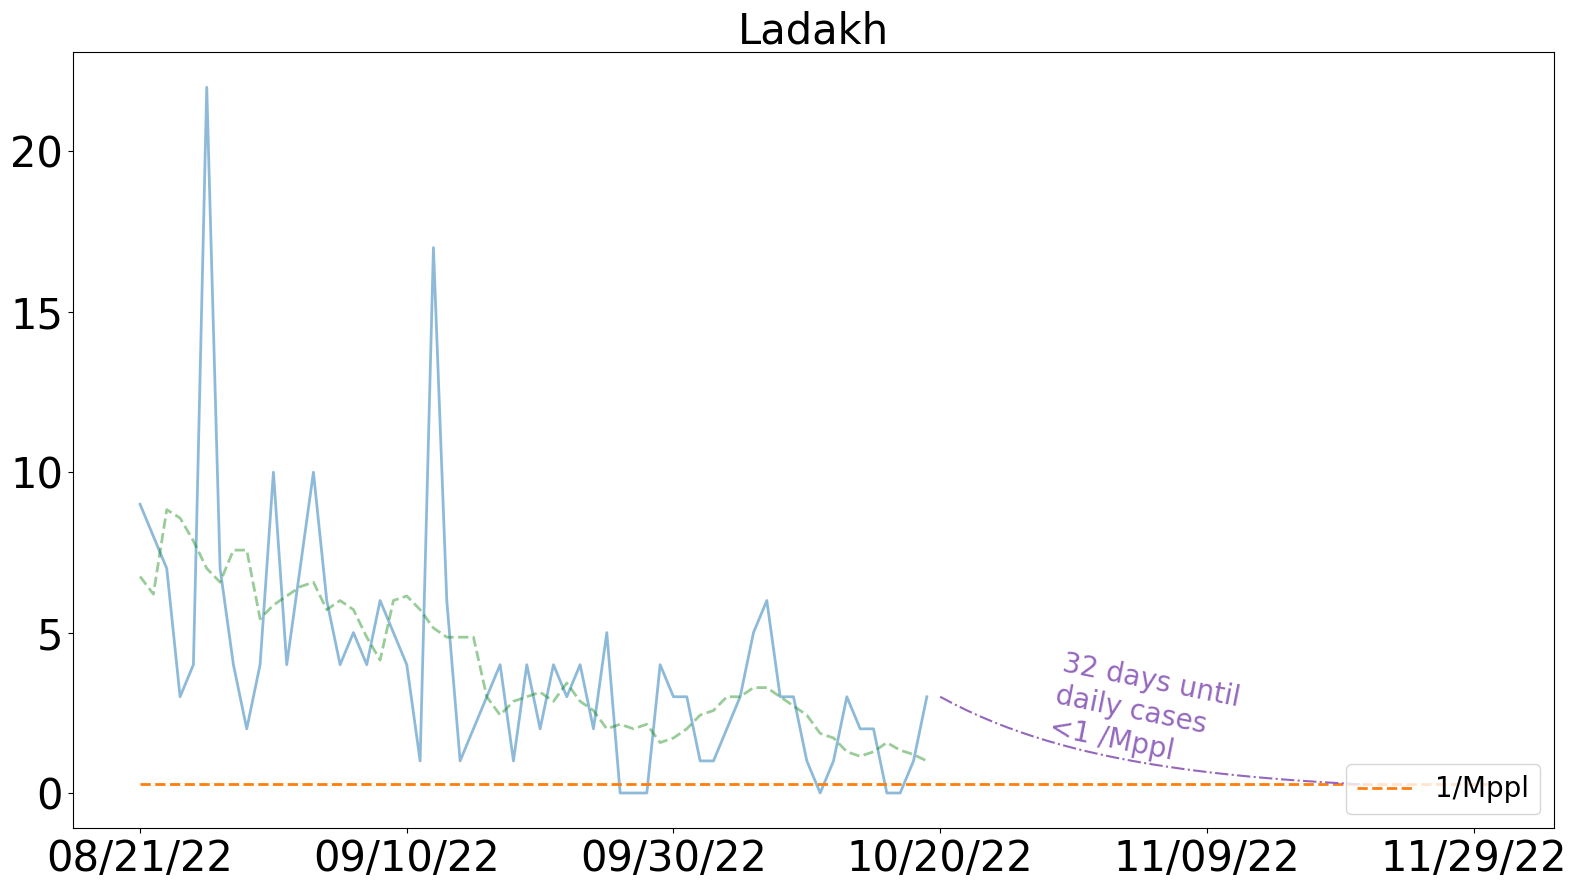 Ladakh
20
15
10
5
0
32 days until
daily cases
<1 /Mppl
1/Mppl
08/21/22 09/10/22 09/30/22 10/20/22 11/09/22 11/29/22